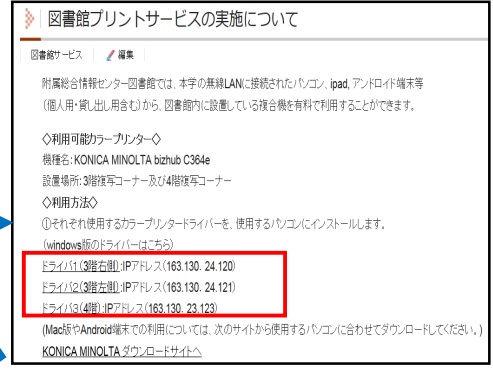 図書館プリントサービスの実施について
図書館サービス 編集
附属総合情報センター図書館では、本学の無線LANに接続されたパソコン、ipad、アンドロイド端末等
(個人用・貸し出し用含む)から、図書館内に設置している複合機を有料で利用することができます。
◇利用可能カラープリンター◇
機種名:KONICA MINOLTA bizhub C364e
設置場所:3階複写コーナー及び4階複写コーナー
◇利用方法◇
①それぞれ使用するカラープリンタードライバーを、使用するパソコンにインストールします。
(windows版のドライバーはこちら)
ドライバ1(3階右側):IPアドレス(163.130. 24.120)
ドライバ2(3階左側):IPアドレス(163.130. 24.121)
ドライバ3(4階):IPアドレス(163.130. 23.123)
(Mac版やAndroid端末での利用については、次のサイトから使用するパソコンに合わせてダウンロードしてください。)
KONICA MINOLTA ダウンロードサイトへ